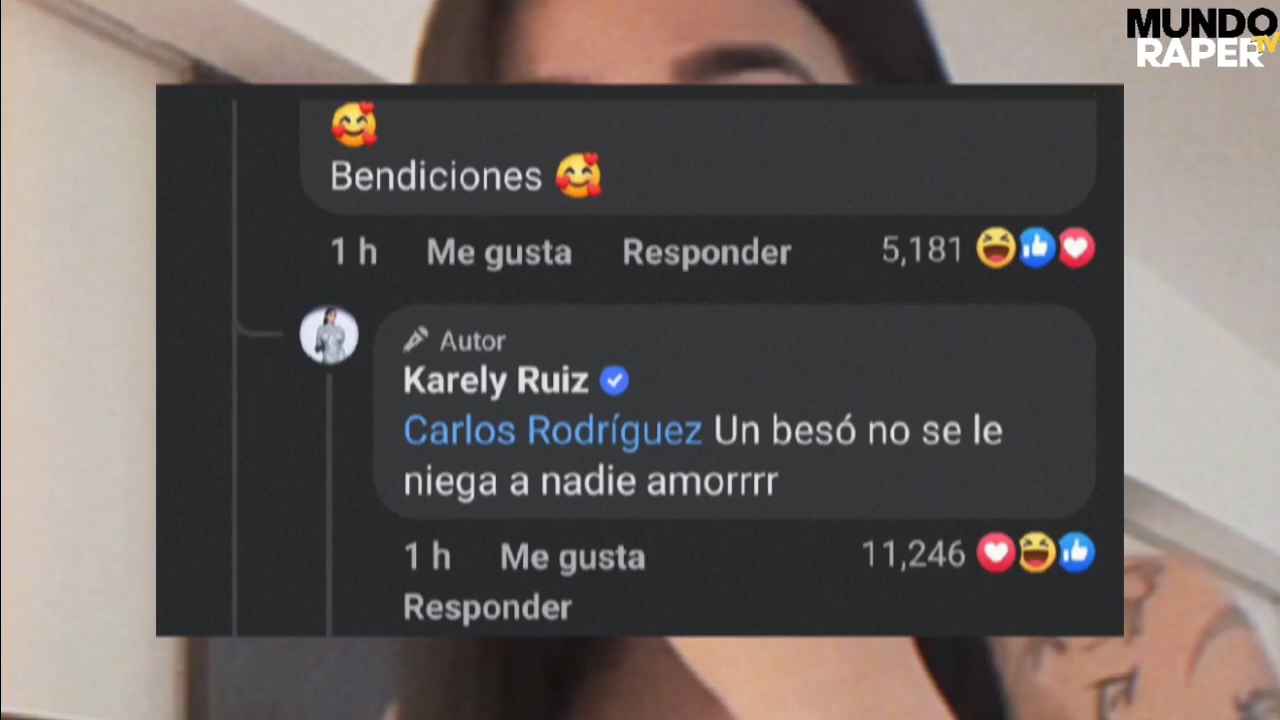 MUNDO
RAPER TV
🥰
Bendiciones 🥰
1 h Me gusta Responder 5,181
Autor
Karely Ruiz
Carlos Rodríguez Un besó no se le
niega a nadie amorrrr
1 h Me gusta 11,246
Responder